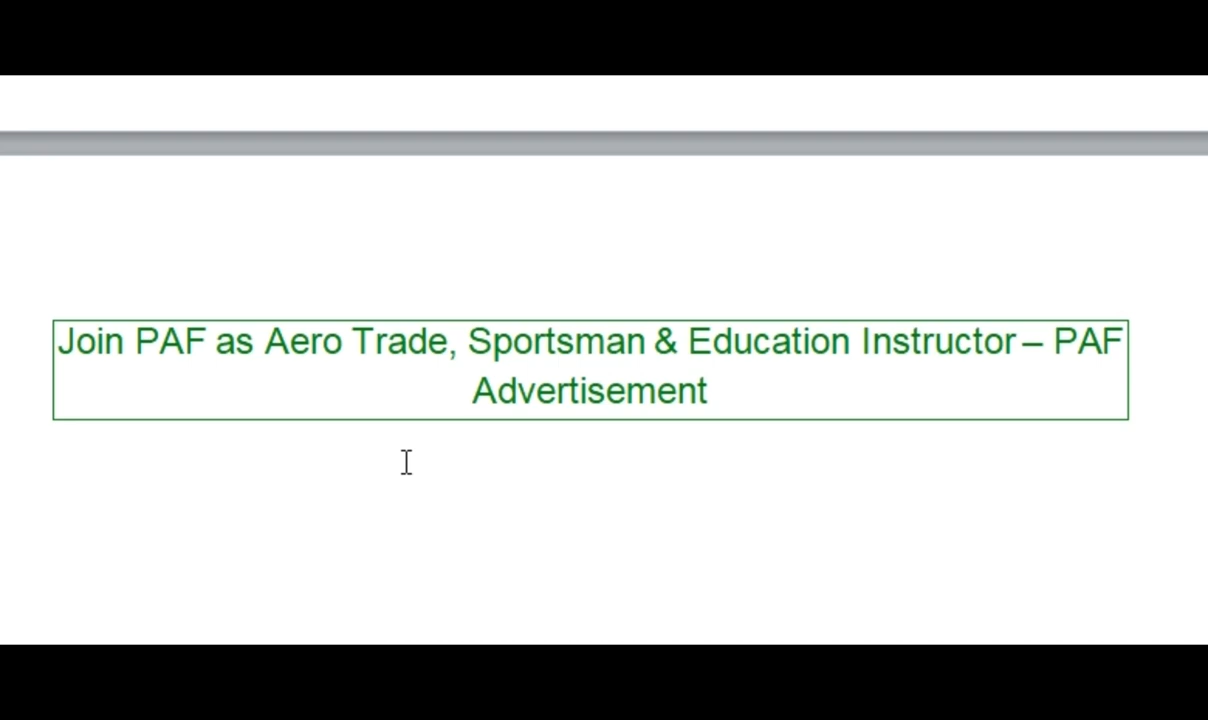 Join PAF as Aero Trade, Sportsman & Education Instructor – PAF
Advertisement